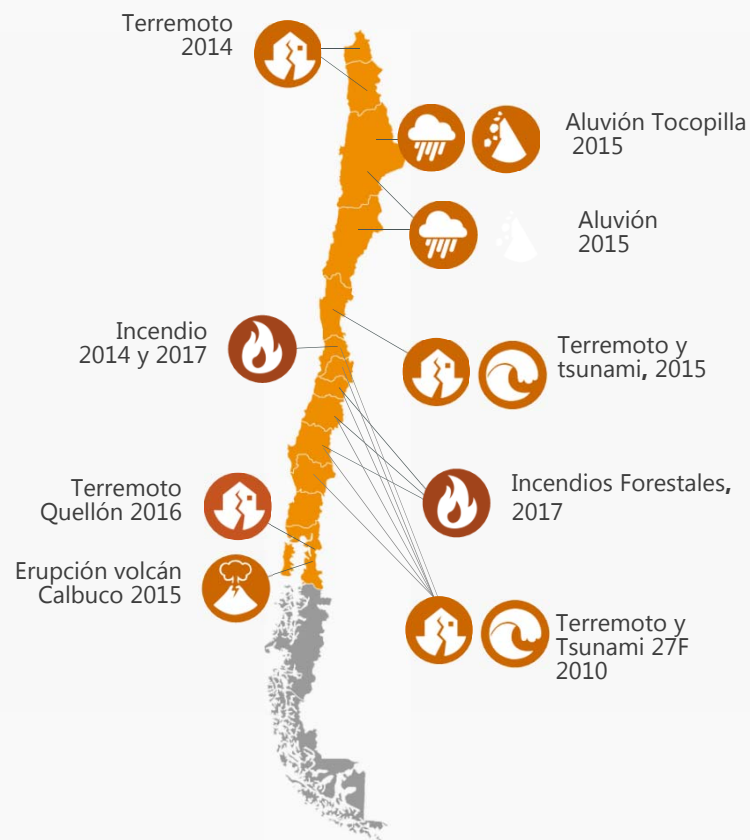 Terremoto
2014
Aluvión Tocopilla
2015
Aluvión
2015
Incendio
2014 y 2017
Terremoto y
tsunami, 2015
Terremoto
Quellón 2016
Incendios Forestales,
2017
Erupción volcán
Calbuco 2015
Terremoto y
Tsunami 27F
2010